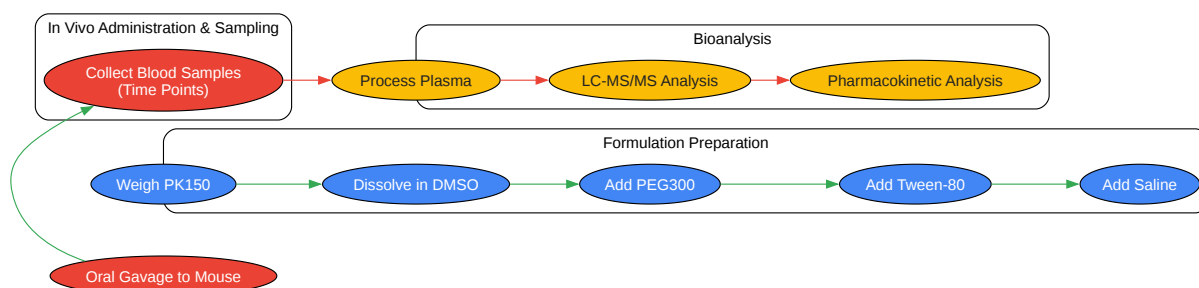 In Vivo Administration & Sampling
Collect Blood Samples
(Time Points)
Bioanalysis
Process Plasma
LC-MS/MS Analysis
Pharmacokinetic Analysis
Formulation Preparation
Weigh PK150
Dissolve in DMSO
Add PEG300
Add Tween-80
Add Saline
Oral Gavage to Mouse